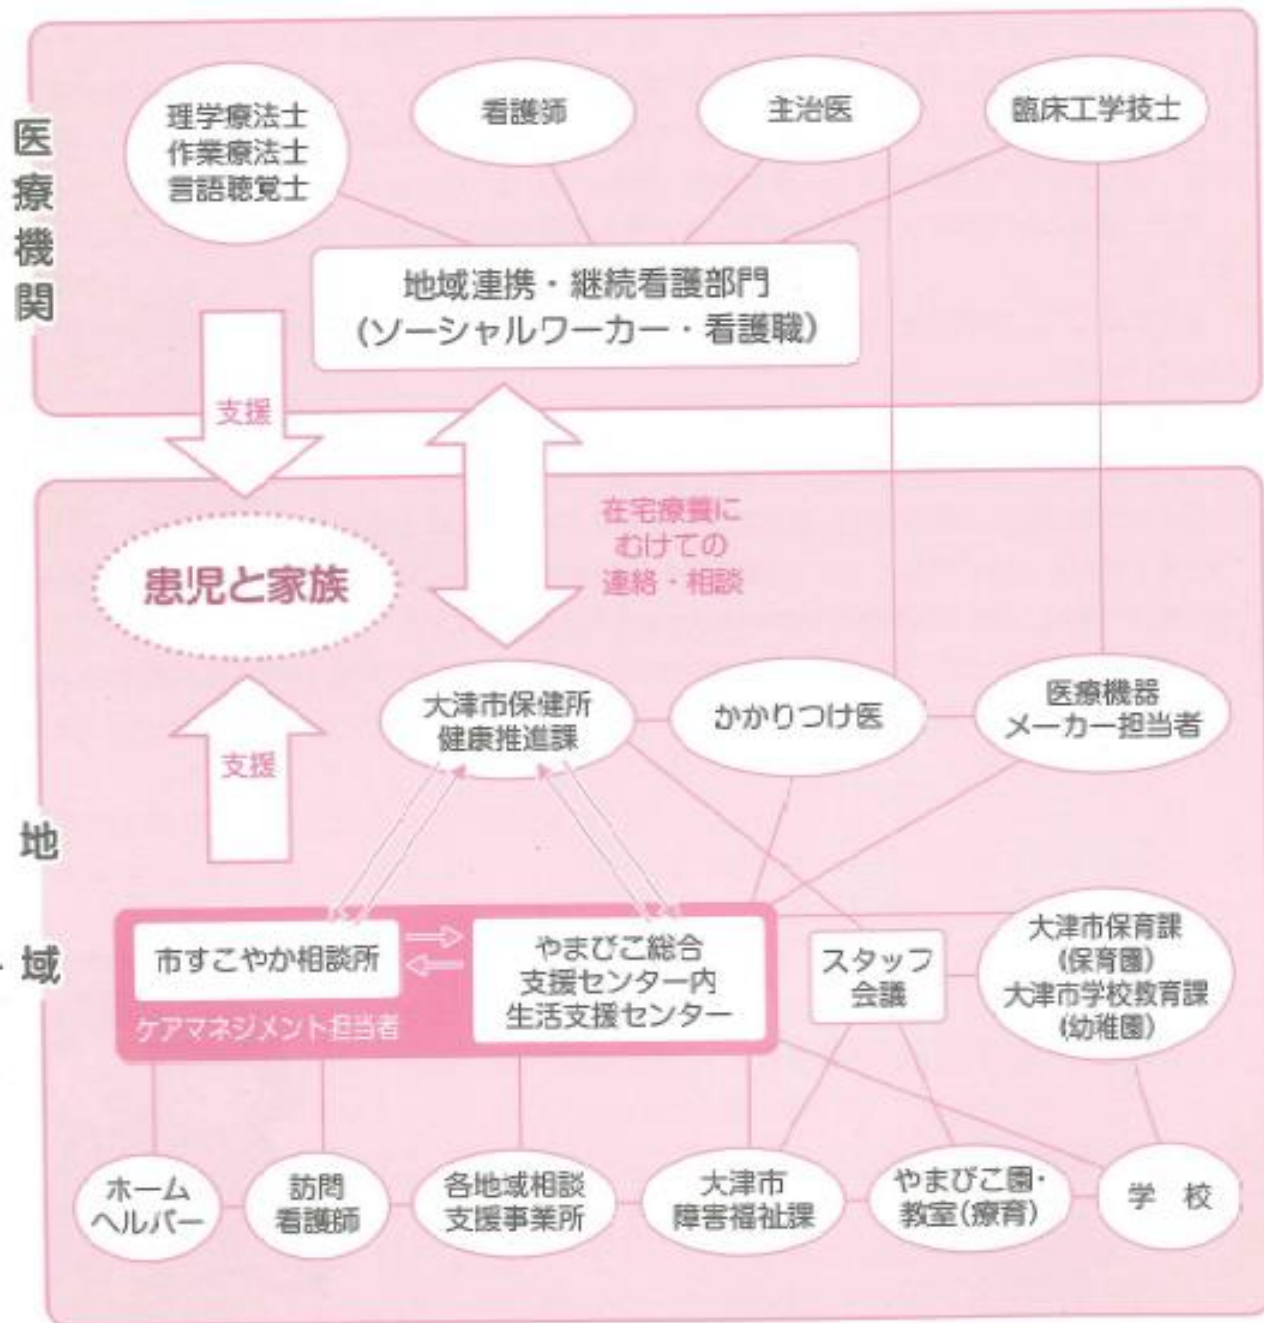 医療機関
理学療法士
作業療法士
言語聴覚士
看護師
主治医
臨床工学技士
地域連携・継続看護部門
(ソーシャルワーカー・看護職)
支援
在宅療養に
むけての
連絡・相談
患児と家族
地域
大津市保健所
健康推進課
かかりつけ医
医療機器
メーカー担当者
支援
市すこやか相談所
やまびこ総合
支援センター内
生活支援センター
ケアマネジメント担当者
スタッフ
会議
大津市保育課
(保育園)
大津市学校教育課
(幼稚園)
ホーム
ヘルパー
訪問
看護師
各地域相談
支援事業所
大津市
障害福祉課
やまびこ園・
教室(療育)
学校